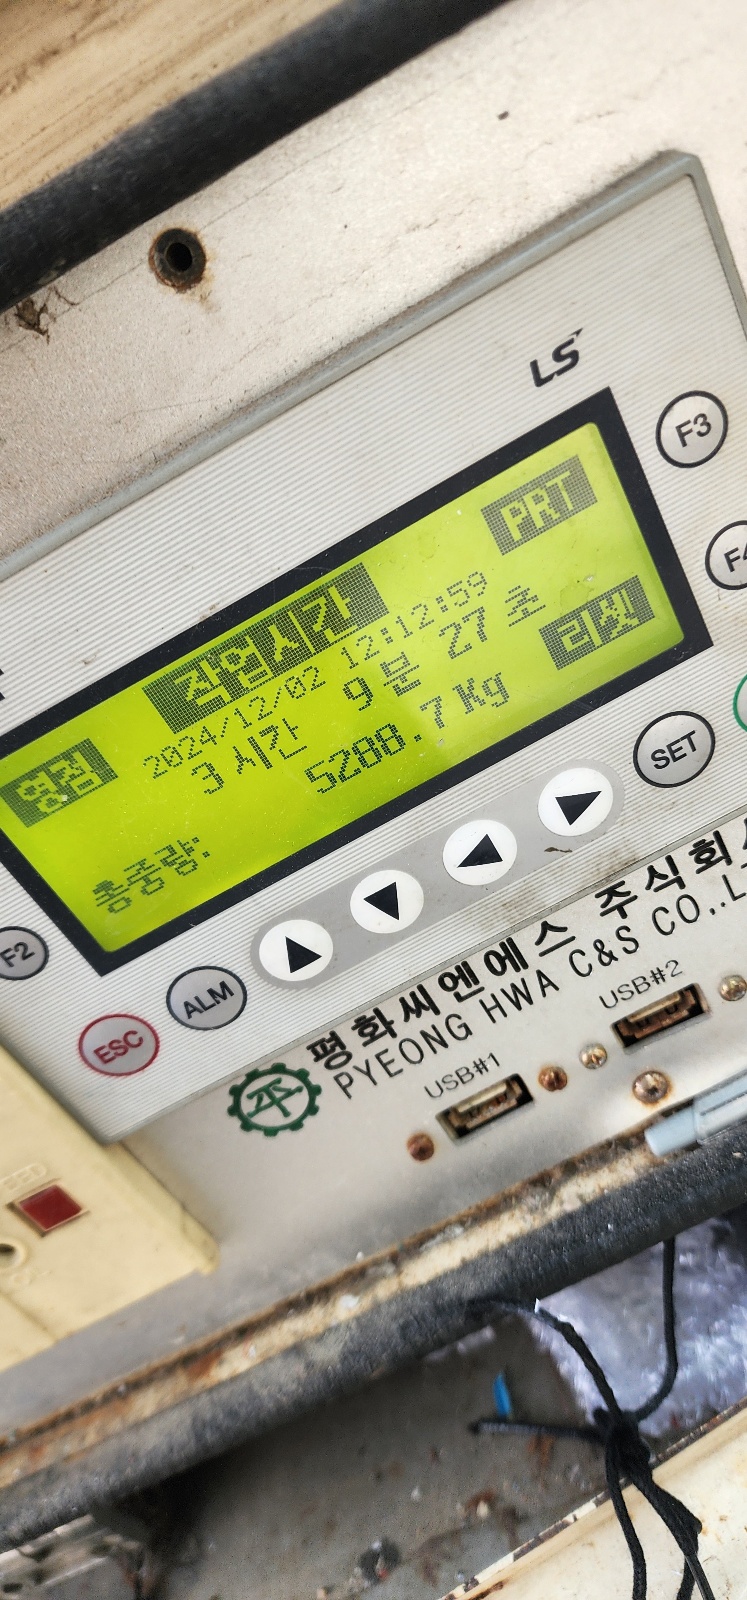 LS
F3
F4
PRT
작업시간
2024/12/02 12:12:59
3 시간 9 분 27 초
영점
리셋
총중량: 5288.7 Kg
F2
SET
ALM
ESC
평화씨엔에스 주식회사
PYEONG HWA C&S CO.,L
USB#1
USB#2